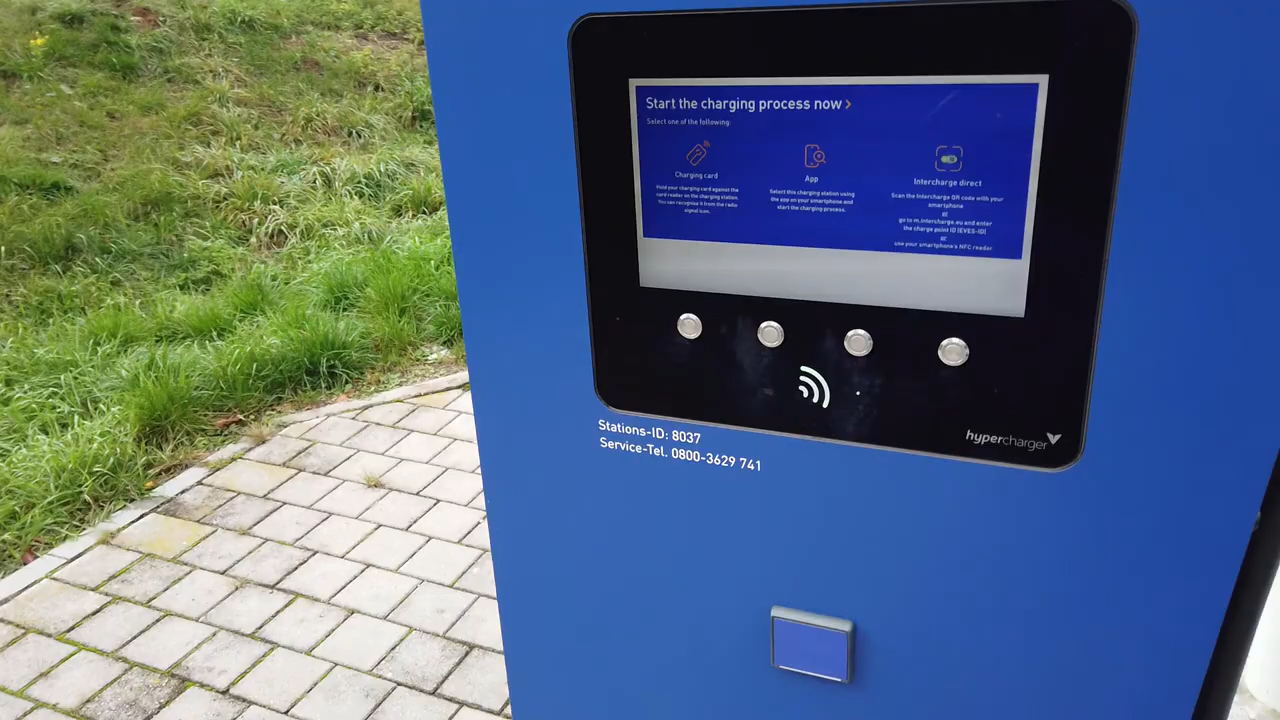 Start the charging process now >
Select one of the following:
Charging card
Hold your charging card against the
card reader on the charging station.
You can recognise it from the radio
signal icon.
App
Select this charging station using
the app on your smartphone and
start the charging process.
Intercharge direct
Scan the Intercharge QR code with your
smartphone
or
go to m.intercharge.eu and enter
the charge point ID (EVES-ID)
or
use your smartphone's NFC reader
hypercharger
Stations-ID: 8037
Service-Tel. 0800-3629 741